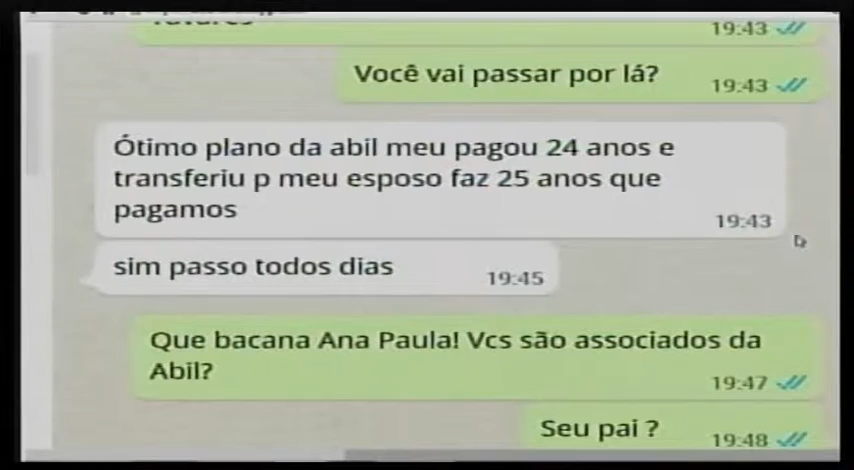 19:43
Você vai passar por lá? 19:43
Ótimo plano da abil meu pagou 24 anos e
transferiu p meu esposo faz 25 anos que
pagamos
19:43
sim passo todos dias 19:45
Que bacana Ana Paula! Vcs são associados da
Abil?
19:47
Seu pai ? 19:48